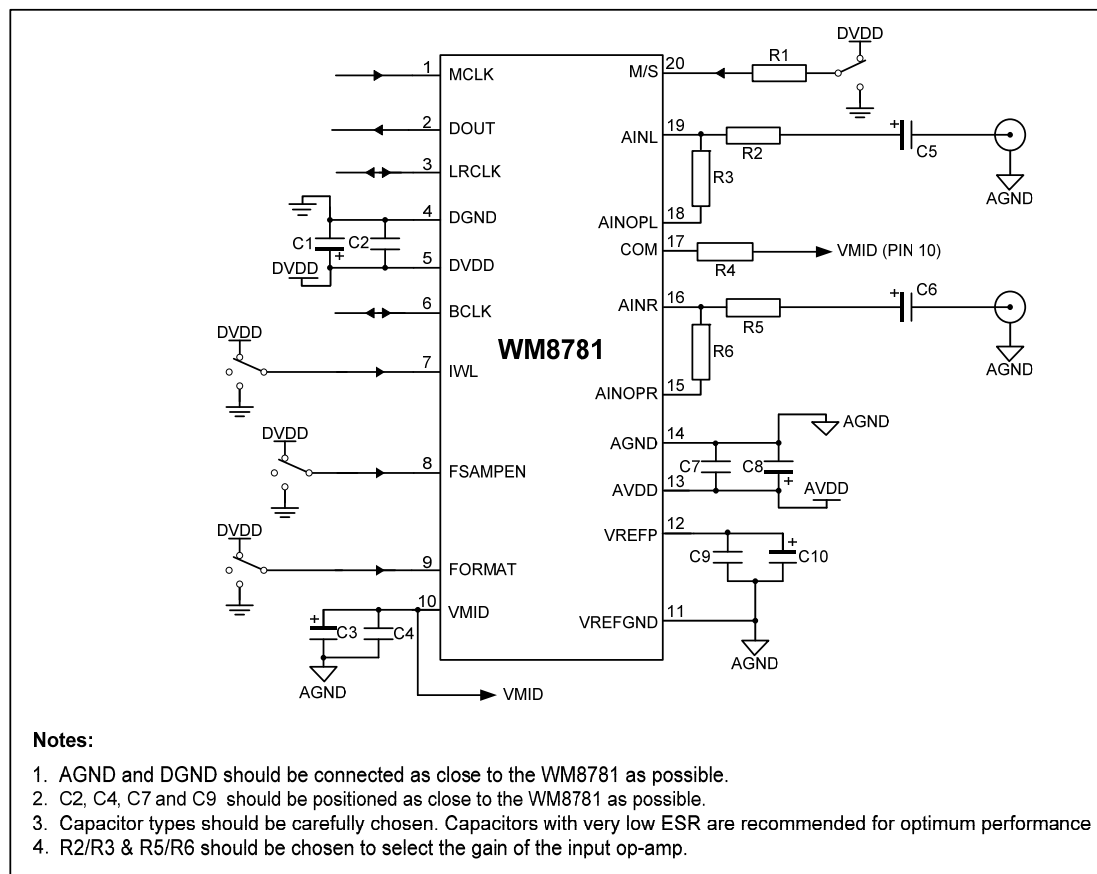 DVDD
R1
20
M/S
1
MCLK
2
DOUT
19
AINL
R2
+
C5
3
LRCLK
R3
AGND
4
DGND
18
AINOPL
C1
C2
+
17
COM
R4
VMID (PIN 10)
DVDD
5
DVDD
6
BCLK
16
AINR
R5
+
C6
DVDD
WM8781
R6
AGND
7
IWL
15
AINOPR
DVDD
14
AGND
AGND
8
FSAMPEN
C7
C8
+
13
AVDD
AVDD
DVDD
12
VREFP
+
C9
C10
9
FORMAT
10
VMID
+
C3
C4
11
VREFGND
AGND
AGND
VMID
Notes:
1. AGND and DGND should be connected as close to the WM8781 as possible.
2. C2, C4, C7 and C9 should be positioned as close to the WM8781 as possible.
3. Capacitor types should be carefully chosen. Capacitors with very low ESR are recommended for optimum performance
4. R2/R3 & R5/R6 should be chosen to select the gain of the input op-amp.